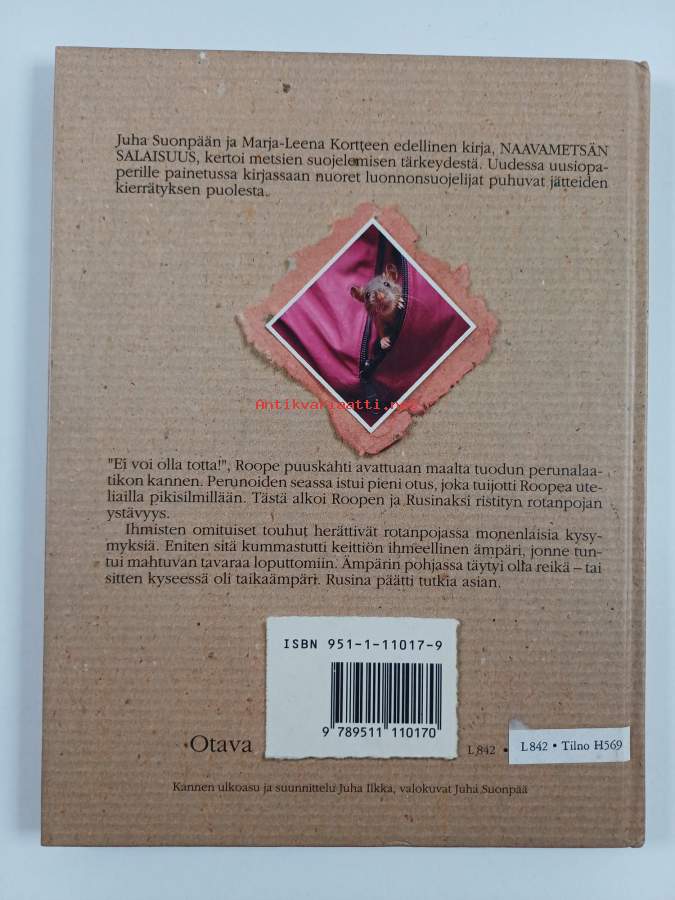 Juha Suonpään ja Marja-Leena Kortteen edellinen kirja, NAAVAMETSÄN
SALAISUUS, kertoi metsien suojelemisen tärkeydestä. Uudessa uusiopa-
perille painetussa kirjassaan nuoret luonnonsuojelijat puhuvat jätteiden
kierrätyksen puolesta.
Antikvariaatti.net
"Ei voi olla totta!", Roope puuskahti avattuaan maalta tuodun perunalaa-
tikon kannen. Perunoiden seassa istui pieni otus, joka tuijotti Roopea ute-
liailla pikisilmillään. Tästä alkoi Roopen ja Rusinaksi ristityn rotanpojan
ystävyys.
Ihmisten omituiset touhut herättivät rotanpojassa monenlaisia kysy-
myksiä. Eniten sitä kummastutti keittiön ihmeellinen ämpäri, jonne tun-
tui mahtuvan tavaraa loputtomiin. Ämpärin pohjassa täytyi olla reikä – tai
sitten kyseessä oli taikaämpäri. Rusina päätti tutkia asian.
ISBN 951-1-11017-9
9 789511 110170
Otava
L842 •
L842 • Tilno H569
Kannen ulkoasu ja suunnittelu Juha Ilkka, valokuvat Juha Suonpää